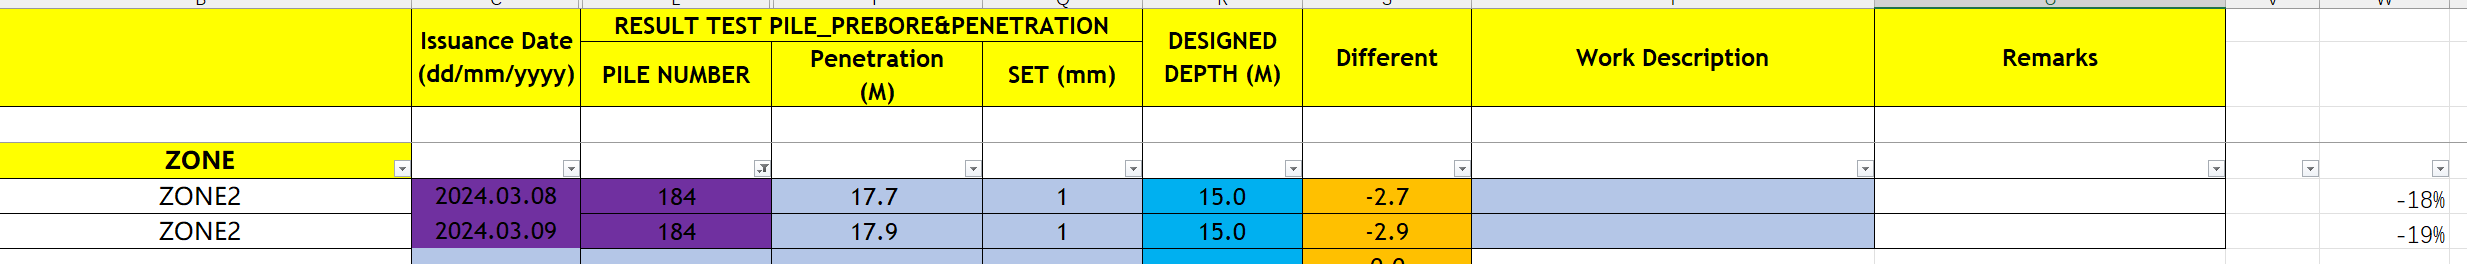 RESULT TEST PILE_PREBORE&PENETRATION
Issuance Date
(dd/mm/yyyy)
PILE NUMBER
Penetration
(M)
SET (mm)
DESIGNED
DEPTH (M)
Different
Work Description
Remarks
ZONE
ZONE2 2024.03.08 184 17.7 1 15.0 -2.7 -18%
ZONE2 2024.03.09 184 17.9 1 15.0 -2.9 -19%